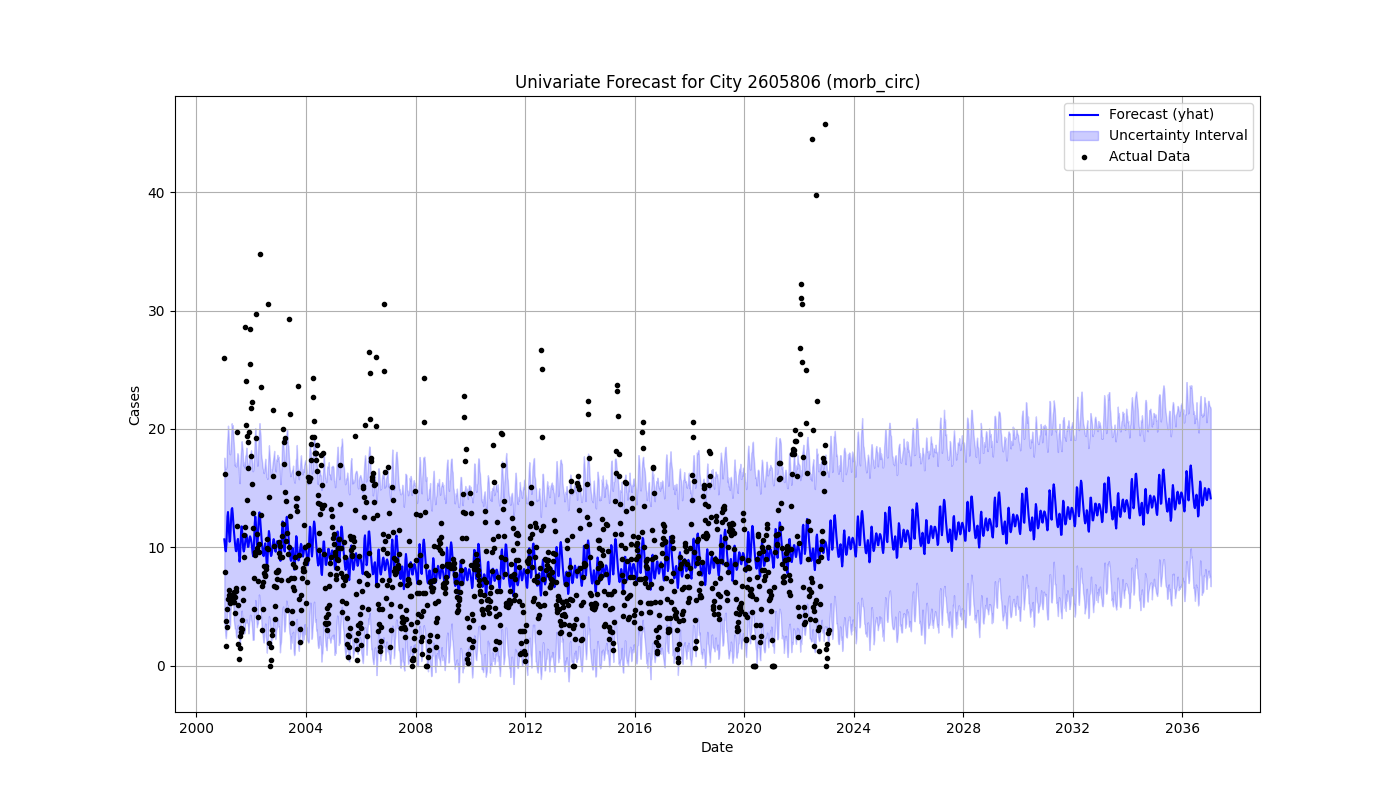 Univariate Forecast for City 2605806 (morb_circ)
Forecast (yhat)
Uncertainty Interval
Actual Data
Cases
40
30
20
10
0
2000 2004 2008 2012 2016 2020 2024 2028 2032 2036
Date